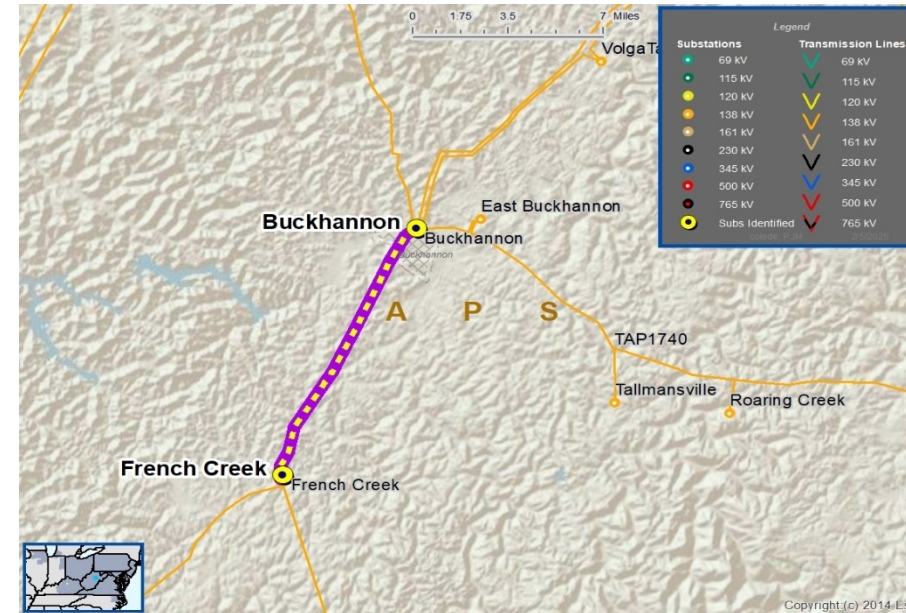 0 1.75 3.5 7 Miles
VolgaTa
Legend
Substations Transmission Lines
69 kV 69 kV
115 kV 115 kV
120 kV 120 kV
138 kV 138 kV
161 kV 161 kV
230 kV 230 kV
345 kV 345 kV
500 kV 500 kV
765 kV 765 kV
Subs Identified
East Buckhannon
Buckhannon
Buckhannon
Buckhannon
A P S
TAP1740
Tallmansville
Roaring Creek
French Creek
French Creek
Copyright:(c) 2014 Es